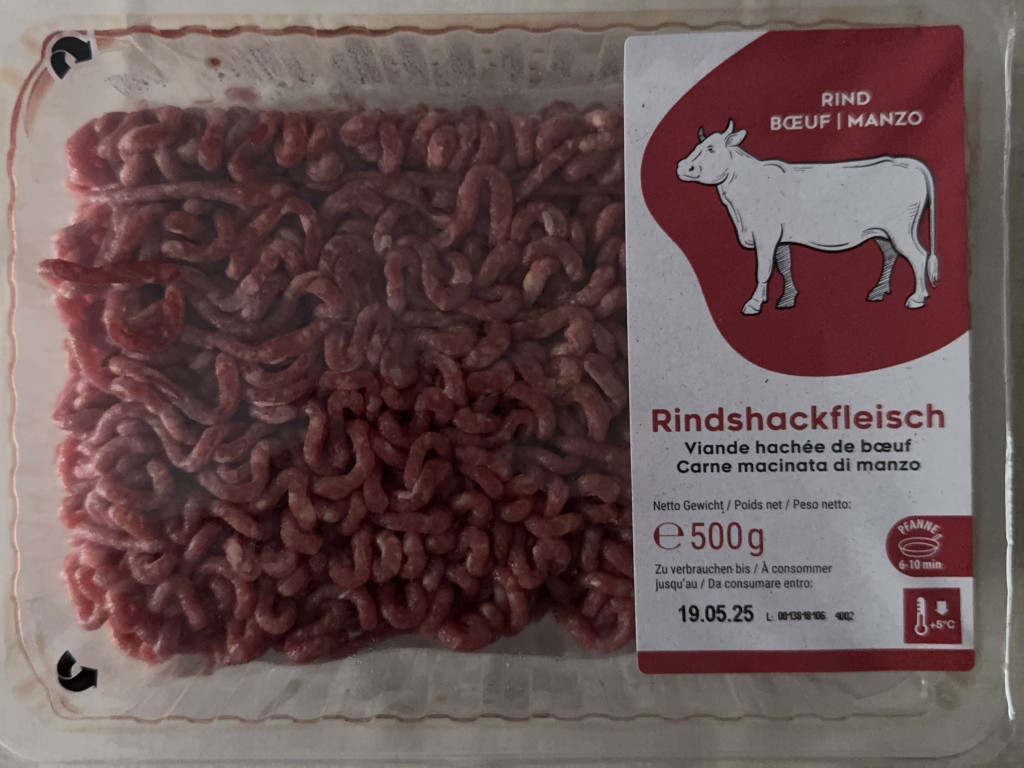 RIND
BŒUF | MANZO
Rindshackfleisch
Viande hachée de bœuf
Carne macinata di manzo
Netto Gewicht / Poids net / Peso netto:
℮ 500g
PFANNE
6-10 min
Zu verbrauchen bis / À consommer
jusqu'au / Da consumare entro:
19.05.25 L:
+5°C